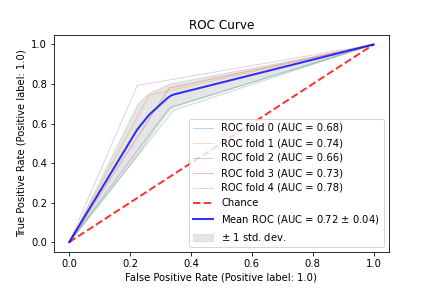 ROC Curve
True Positive Rate (Positive label: 1.0)
1.0
0.8
0.6
0.4
0.2
0.0
ROC fold 0 (AUC = 0.68)
ROC fold 1 (AUC = 0.74)
ROC fold 2 (AUC = 0.66)
ROC fold 3 (AUC = 0.73)
ROC fold 4 (AUC = 0.78)
Chance
Mean ROC (AUC = 0.72 ± 0.04)
± 1 std. dev.
0.0 0.2 0.4 0.6 0.8 1.0
False Positive Rate (Positive label: 1.0)